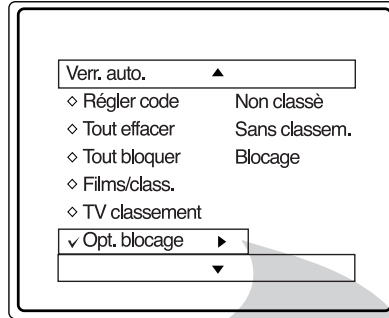 Verr. auto. ▲
◇ Régler code Non classè
◇ Tout effacer Sans classem.
◇ Tout bloquer Blocage
◇ Films/class.
◇ TV classement
✓ Opt. blocage ▶
▼